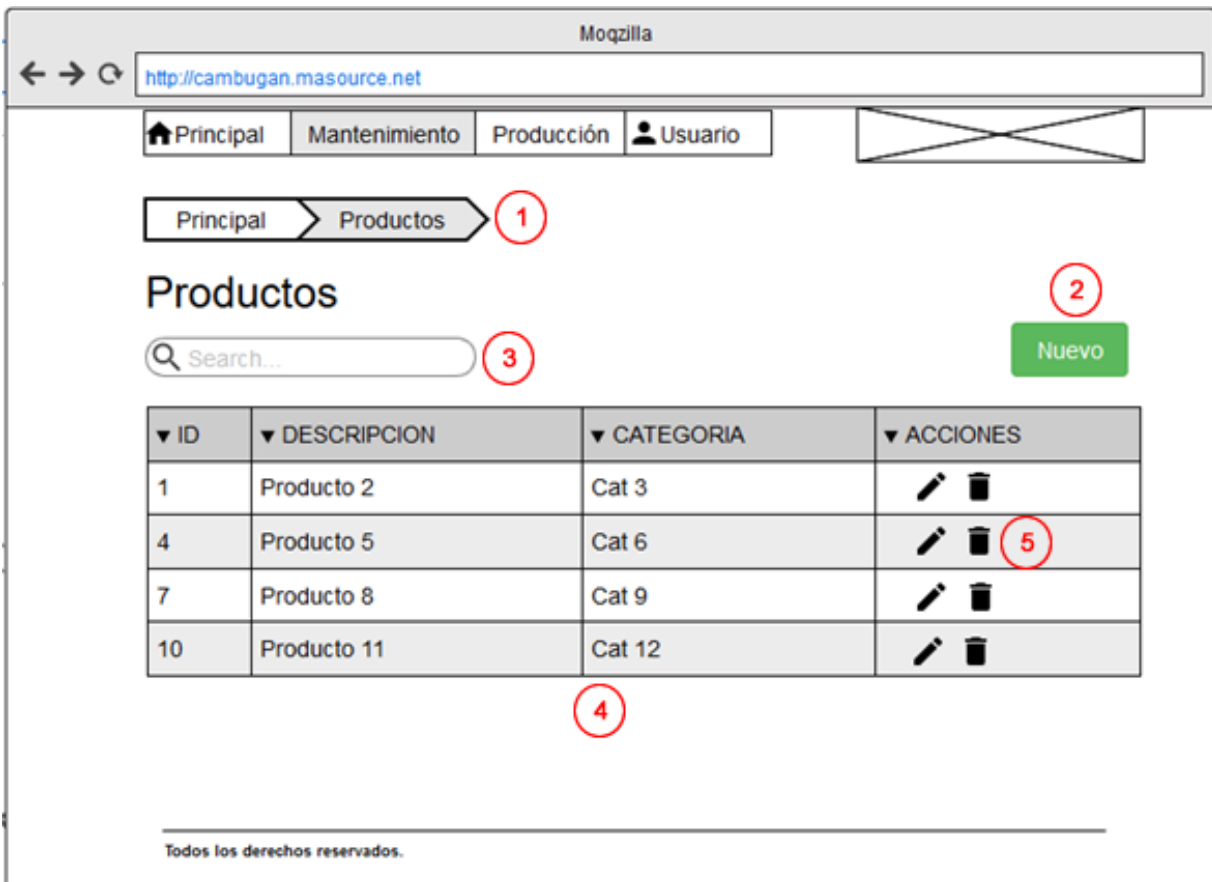 Moqzilla
http://cambugan.masource.net
Principal Mantenimiento Producción Usuario
Principal Productos 1
Productos
2
Search... 3
Nuevo
ID DESCRIPCION CATEGORIA ACCIONES
1 Producto 2 Cat 3
4 Producto 5 Cat 6 5
7 Producto 8 Cat 9
10 Producto 11 Cat 12
4
Todos los derechos reservados.